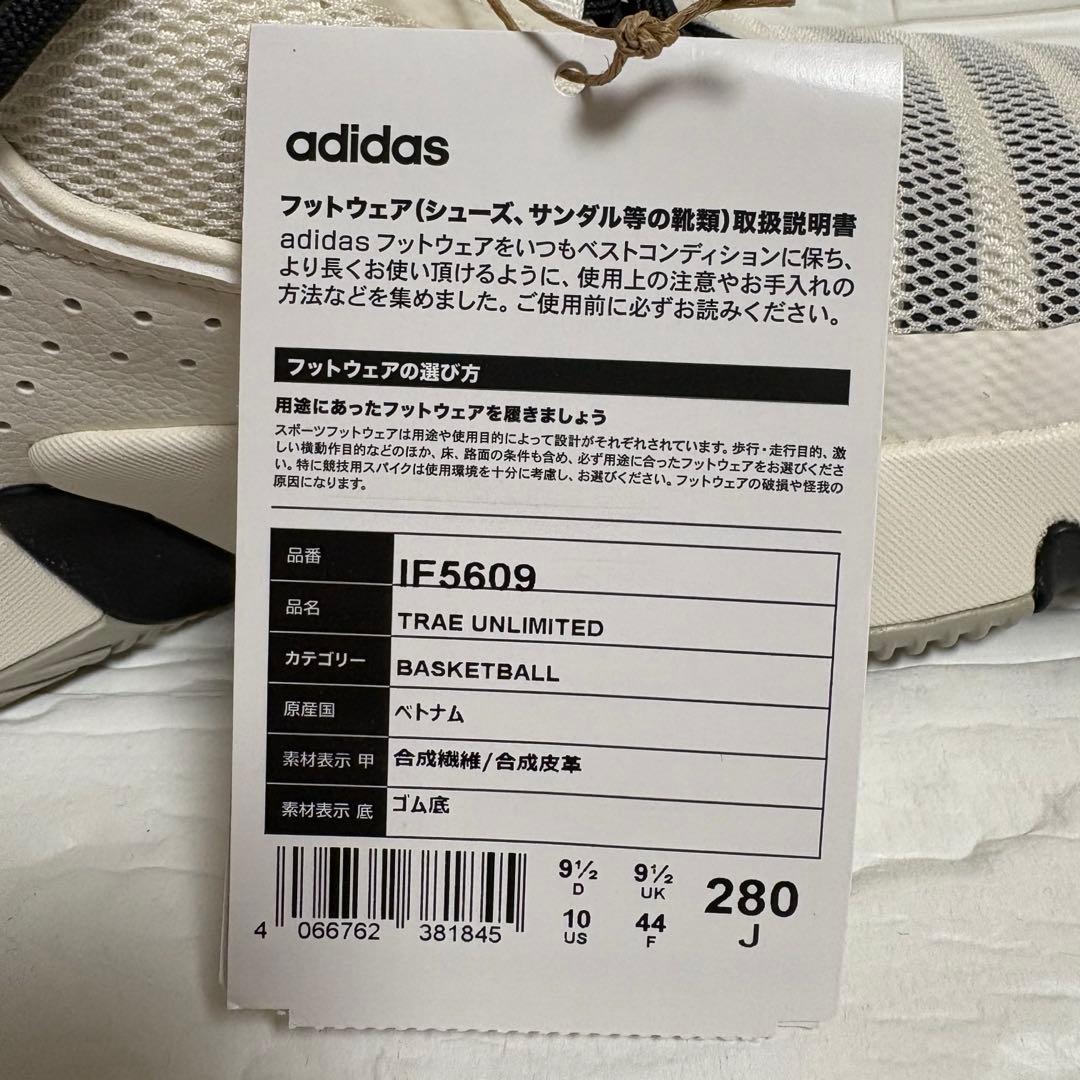 adidas
フットウェア(シューズ、サンダル等の靴類)取扱説明書
adidas フットウェアをいつもベストコンディションに保ち、
より長くお使い頂けるように、使用上の注意やお手入れの
方法などを集めました。ご使用前に必ずお読みください。
フットウェアの選び方
用途にあったフットウェアを履きましょう
スポーツフットウェアは用途や使用目的によって設計がそれぞれされています。歩行・走行目的、激
しい横動作目的などのほか、床、路面の条件も含め、必ず用途に合ったフットウェアをお選びくださ
い。特に競技用スパイクは使用環境を十分に考慮し、お選びください。フットウェアの破損や怪我の
原因になります。
品番 IF5609
品名 TRAE UNLIMITED
カテゴリー BASKETBALL
原産国 ベトナム
素材表示 甲 合成繊維/合成皮革
素材表示 底 ゴム底
9½ 9½ 280
D UK J
10 44
US F
4 066762 381845